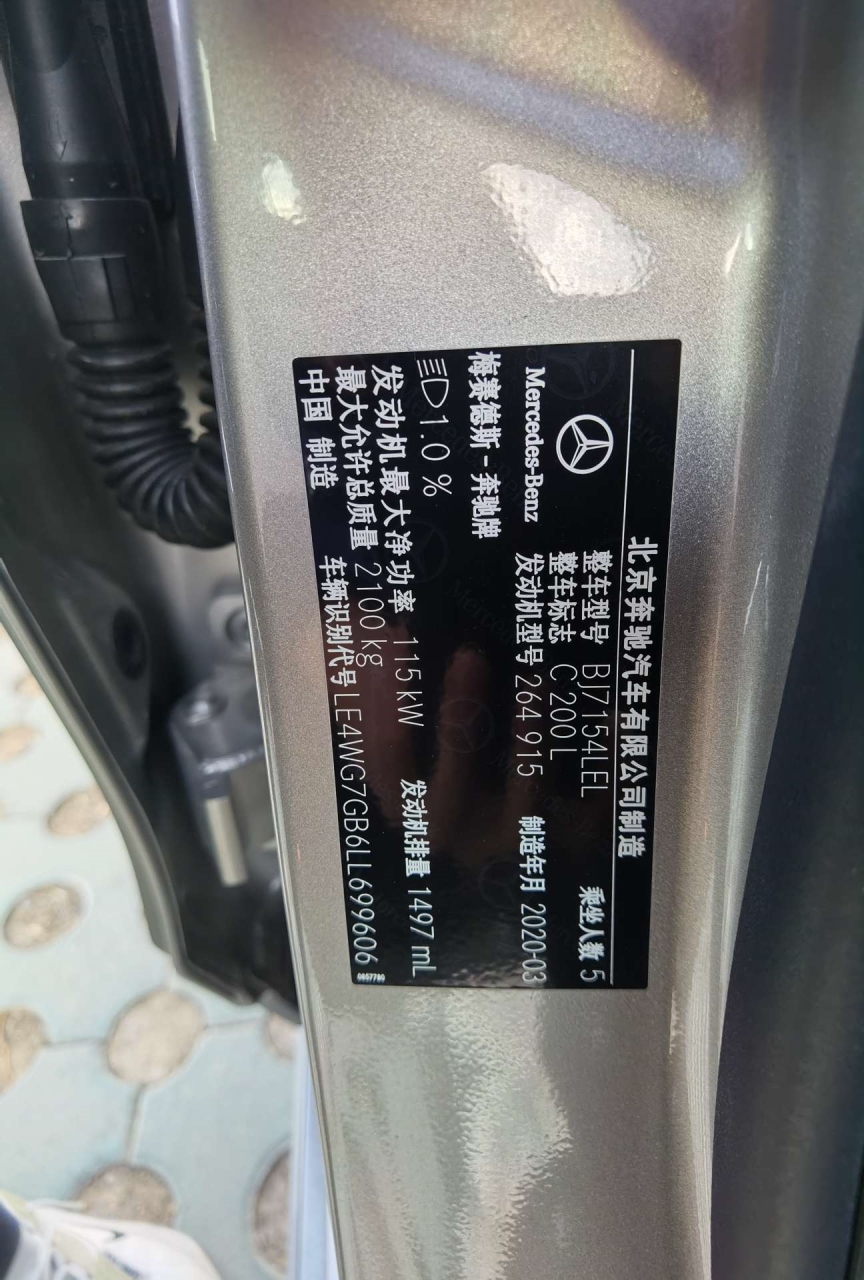 北京奔驰汽车有限公司制造
Mercedes-Benz
梅赛德斯-奔驰牌
整车型号 BJ7154LEL 乘坐人数 5
整车标志 C 200 L
发动机型号 264 915 制造年月 2020-03
1.0 %
发动机最大净功率 115 kW 发动机排量 1497 mL
最大允许总质量 2100 kg
中国 制造 车辆识别代号 LE4WG7GB6LL699606